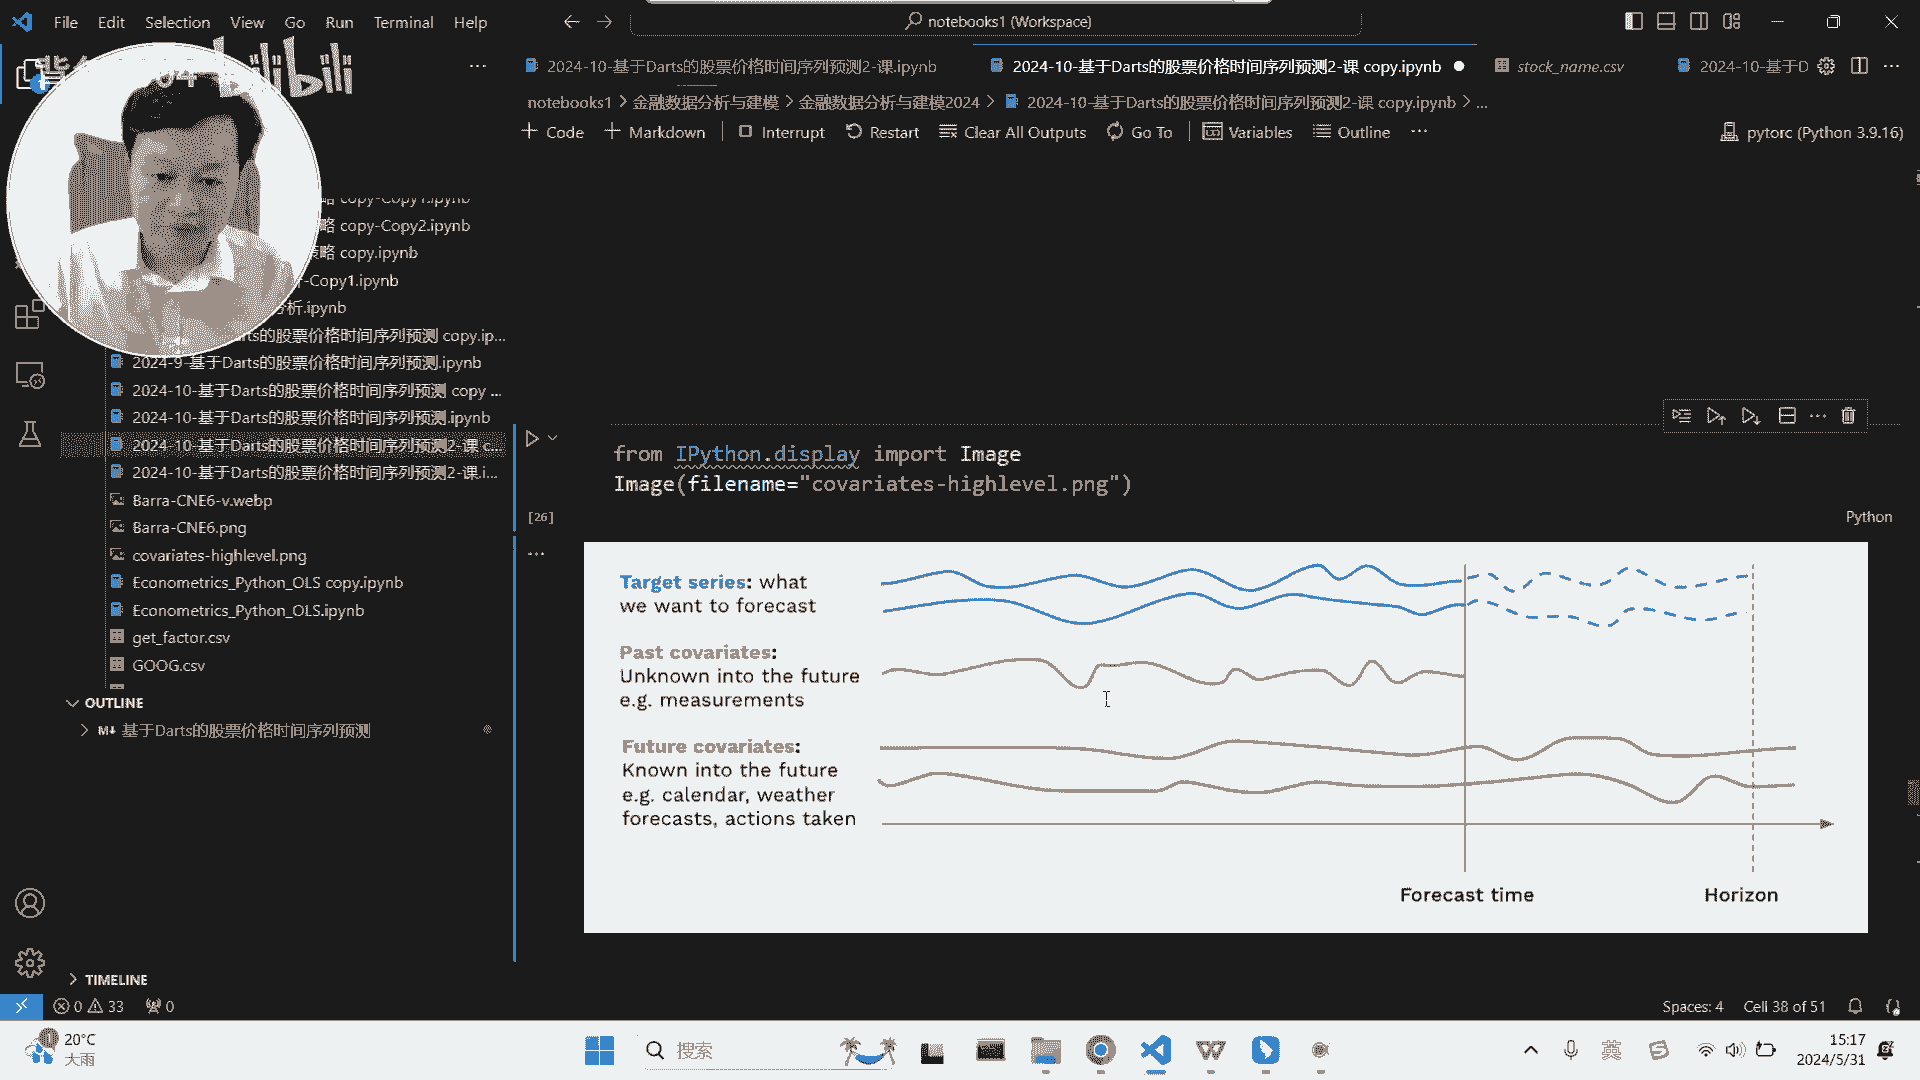 File Edit Selection View Go Run Terminal Help
notebooks1 (Workspace)
bilibili
2024-10-基于Darts的股票价格时间序列预测2-课.ipynb
2024-10-基于Darts的股票价格时间序列预测2-课 copy.ipynb
stock_name.csv
2024-10-基于D
notebooks1 > 金融数据分析与建模 > 金融数据分析与建模2024 > 2024-10-基于Darts的股票价格时间序列预测2-课 copy.ipynb > ...
Code Markdown Interrupt Restart Clear All Outputs Go To Variables Outline ...
pytorc (Python 3.9.16)
略 copy-Copy1.ipynb
略 copy-Copy2.ipynb
策略 copy.ipynb
-Copy1.ipynb
分析.ipynb
rts的股票价格时间序列预测 copy.ip...
2024-9-基于Darts的股票价格时间序列预测.ipynb
2024-10-基于Darts的股票价格时间序列预测 copy ...
2024-10-基于Darts的股票价格时间序列预测.ipynb
2024-10-基于Darts的股票价格时间序列预测2-课 c...
2024-10-基于Darts的股票价格时间序列预测2-课.i...
Barra-CNE6-v.webp
Barra-CNE6.png
covariates-highlevel.png
Econometrics_Python_OLS copy.ipynb
Econometrics_Python_OLS.ipynb
get_factor.csv
GOOG.csv
OUTLINE
基于Darts的股票价格时间序列预测
TIMELINE
from IPython.display import Image
Image(filename="covariates-highlevel.png")
[26]
Python
Target series: what
we want to forecast
Past covariates:
Unknown into the future
e.g. measurements
Future covariates:
Known into the future
e.g. calendar, weather
forecasts, actions taken
Forecast time
Horizon
0 33 0
Spaces: 4 Cell 38 of 51
20°C
大雨
搜索
英
15:17
2024/5/31